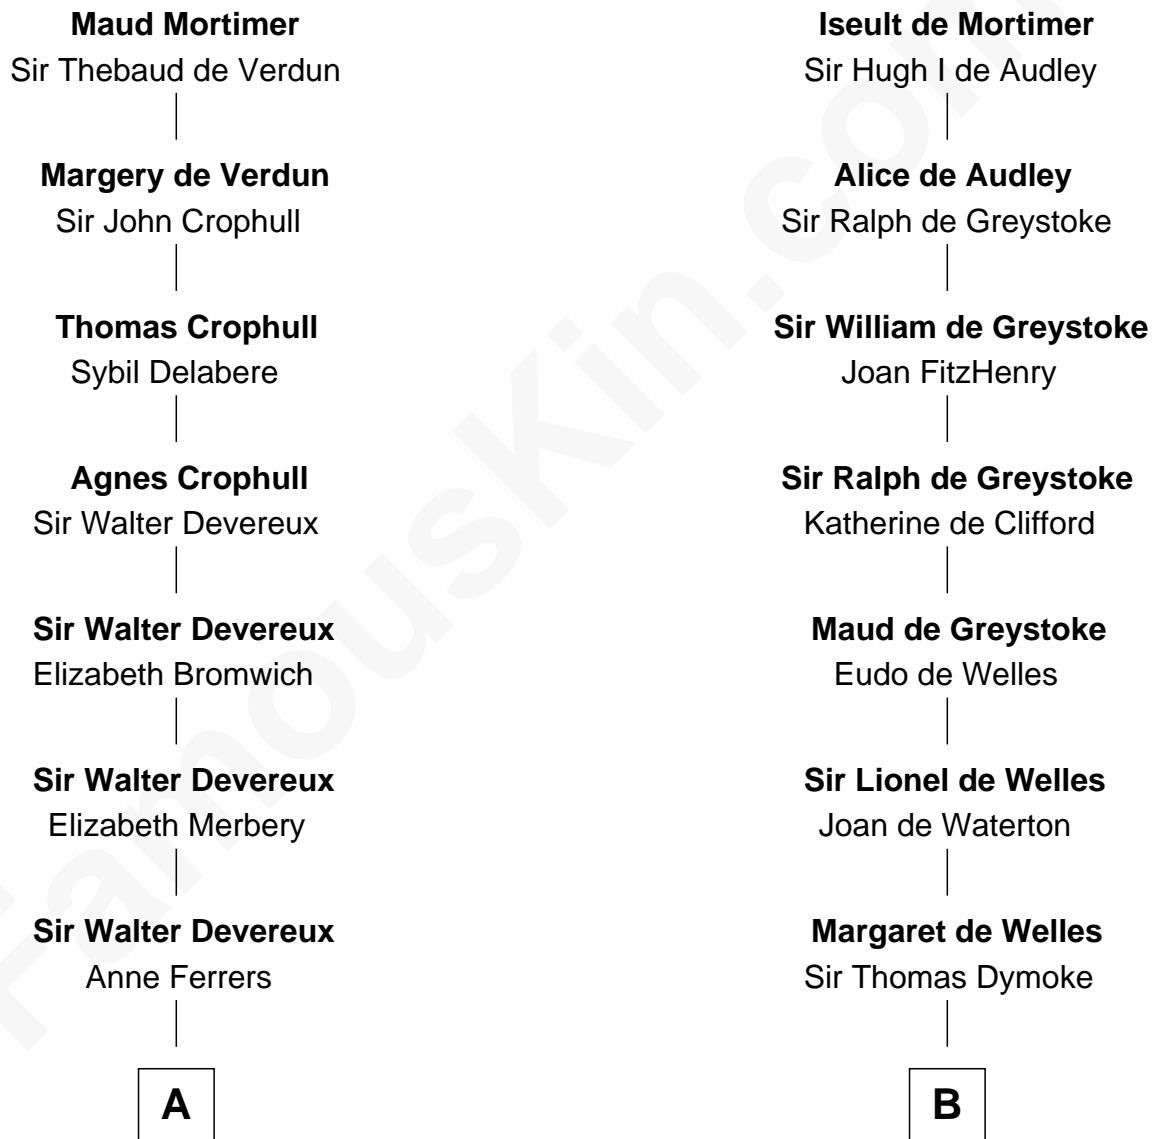 Maud Mortimer
Sir Thebaud de Verdun
Margery de Verdun
Sir John Crophull
Thomas Crophull
Sybil Delabere
Agnes Crophull
Sir Walter Devereux
Sir Walter Devereux
Elizabeth Bromwich
Sir Walter Devereux
Elizabeth Merbery
Sir Walter Devereux
Anne Ferrers
A
Iseult de Mortimer
Sir Hugh I de Audley
Alice de Audley
Sir Ralph de Greystoke
Sir William de Greystoke
Joan FitzHenry
Sir Ralph de Greystoke
Katherine de Clifford
Maud de Greystoke
Eudo de Welles
Sir Lionel de Welles
Joan de Waterton
Margaret de Welles
Sir Thomas Dymoke
B
FamousKin.com